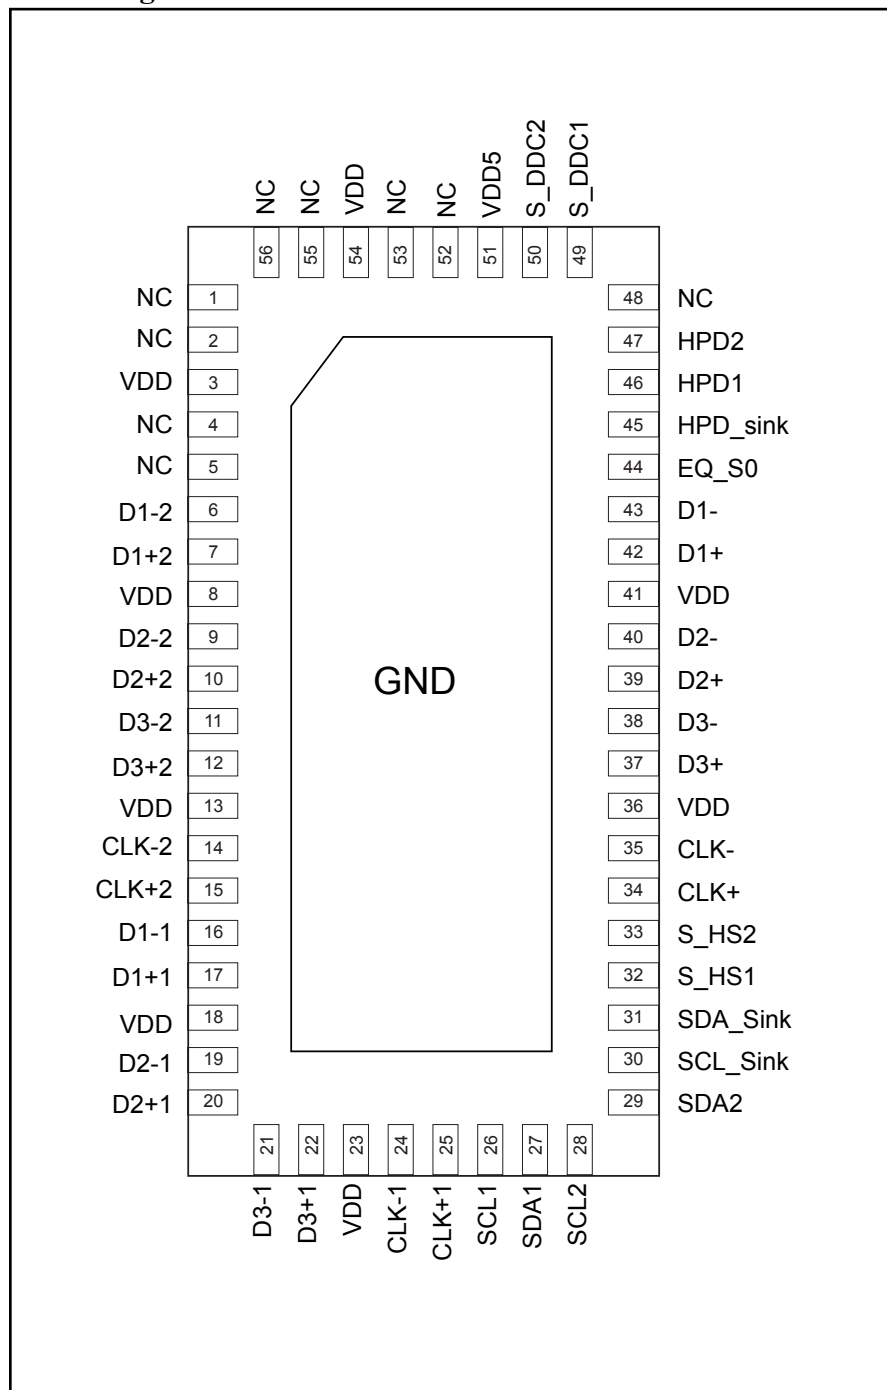 NC NC VDD NC NC VDD5 S_DDC2 S_DDC1
56 55 54 53 52 51 50 49
NC 1 48 NC
NC 2 47 HPD2
VDD 3 46 HPD1
NC 4 45 HPD_sink
NC 5 44 EQ_S0
D1-2 6 43 D1-
D1+2 7 42 D1+
VDD 8 41 VDD
D2-2 9 40 D2-
D2+2 10 GND 39 D2+
D3-2 11 38 D3-
D3+2 12 37 D3+
VDD 13 36 VDD
CLK-2 14 35 CLK-
CLK+2 15 34 CLK+
D1-1 16 33 S_HS2
D1+1 17 32 S_HS1
VDD 18 31 SDA_Sink
D2-1 19 30 SCL_Sink
D2+1 20 29 SDA2
21 22 23 24 25 26 27 28
D3-1 D3+1 VDD CLK-1 CLK+1 SCL1 SDA1 SCL2